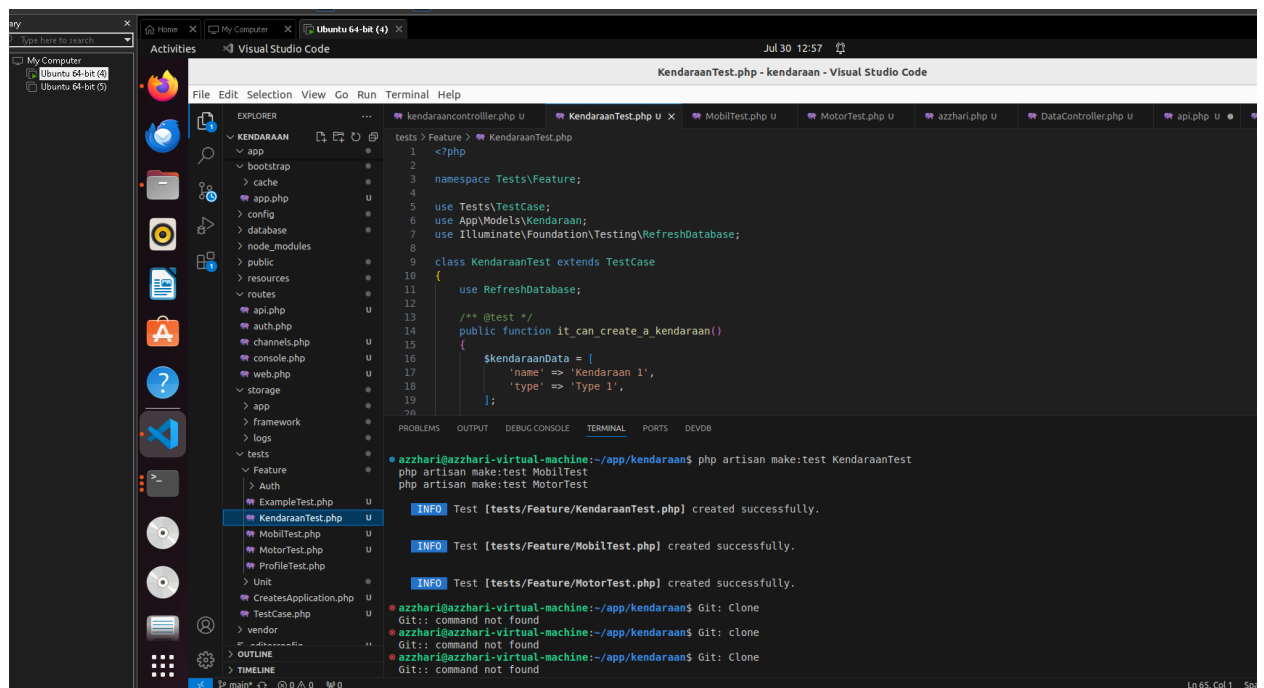 ary ×
Type here to search
My Computer
Ubuntu 64-bit (4)
Ubuntu 64-bit (5)
Home × My Computer × Ubuntu 64-bit (4) ×
Activities Visual Studio Code Jul 30 12:57
KendaraanTest.php - kendaraan - Visual Studio Code
File Edit Selection View Go Run Terminal Help
EXPLORER ...
KENDARAAN
app
bootstrap
cache
app.php U
config
database
node_modules
public
resources
routes
api.php U
auth.php
channels.php U
console.php U
web.php U
storage
app
framework
logs
tests
Feature
Auth
ExampleTest.php U
KendaraanTest.php U
MobilTest.php U
MotorTest.php U
ProfileTest.php
Unit
CreatesApplication.php U
TestCase.php U
vendor
.editorconfig U
OUTLINE
TIMELINE
kendaraancontrolller.php U KendaraanTest.php U × MobilTest.php U MotorTest.php U azzhari.php U DataController.php U api.php U
tests > Feature > KendaraanTest.php
1 <?php
2
3 namespace Tests\Feature;
4
5 use Tests\TestCase;
6 use App\Models\Kendaraan;
7 use Illuminate\Foundation\Testing\RefreshDatabase;
8
9 class KendaraanTest extends TestCase
10 {
11 use RefreshDatabase;
12
13 /** @test */
14 public function it_can_create_a_kendaraan()
15 {
16 $kendaraanData = [
17 'name' => 'Kendaraan 1',
18 'type' => 'Type 1',
19 ];
20
PROBLEMS OUTPUT DEBUG CONSOLE TERMINAL PORTS DEVDB
azzhari@azzhari-virtual-machine:~/app/kendaraan$ php artisan make:test KendaraanTest
php artisan make:test MobilTest
php artisan make:test MotorTest
INFO Test [tests/Feature/KendaraanTest.php] created successfully.
INFO Test [tests/Feature/MobilTest.php] created successfully.
INFO Test [tests/Feature/MotorTest.php] created successfully.
azzhari@azzhari-virtual-machine:~/app/kendaraan$ Git: Clone
Git:: command not found
azzhari@azzhari-virtual-machine:~/app/kendaraan$ Git: clone
Git:: command not found
azzhari@azzhari-virtual-machine:~/app/kendaraan$ Git: Clone
Git:: command not found
main* 0 0 0 Ln 65, Col 1 Spa